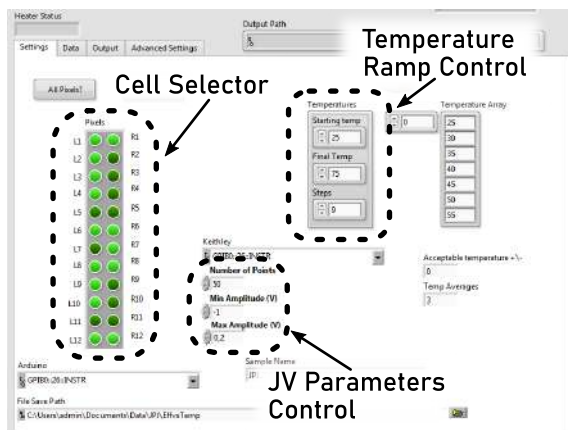 Heater Status
Output Path
Settings Data Output Advanced Settings
Temperature
Ramp Control
All Pixels!
Cell Selector
Pixels
L1 R1
L2 R2
L3 R3
L4 R4
L5 R5
L6 R6
L7 R7
L8 R8
L9 R9
L10 R10
L11 R11
L12 R12
Temperatures
Starting temp
25
Final Temp
75
Steps
9
0
Temperature Array
25
30
35
40
45
50
55
Keithley
GPIB0::26::INSTR
Number of Points
50
Min Amplitude (V)
-1
Max Amplitude (V)
0,2
Acceptable temperature +\-
0
Temp Averages
3
Arduino
GPIB0::26::INSTR
Sample Name
JP
JV Parameters
Control
File Save Path
C:\Users\admin\Documents\Data\JPJ\EffvsTemp